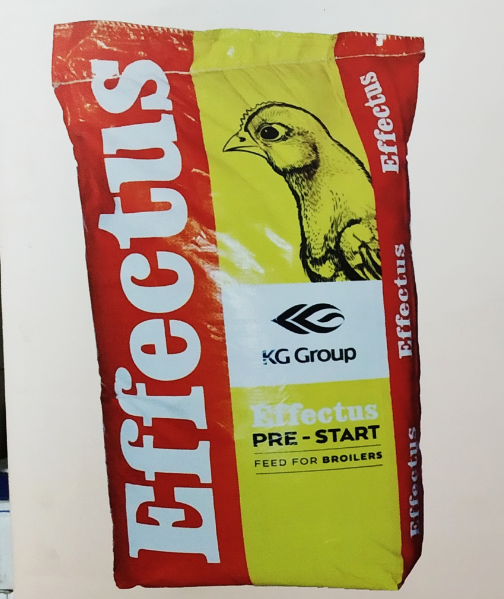 Effectus
KG Group
Effectus
PRE - START
FEED FOR BROILERS
Effectus
Effectus
Effectus